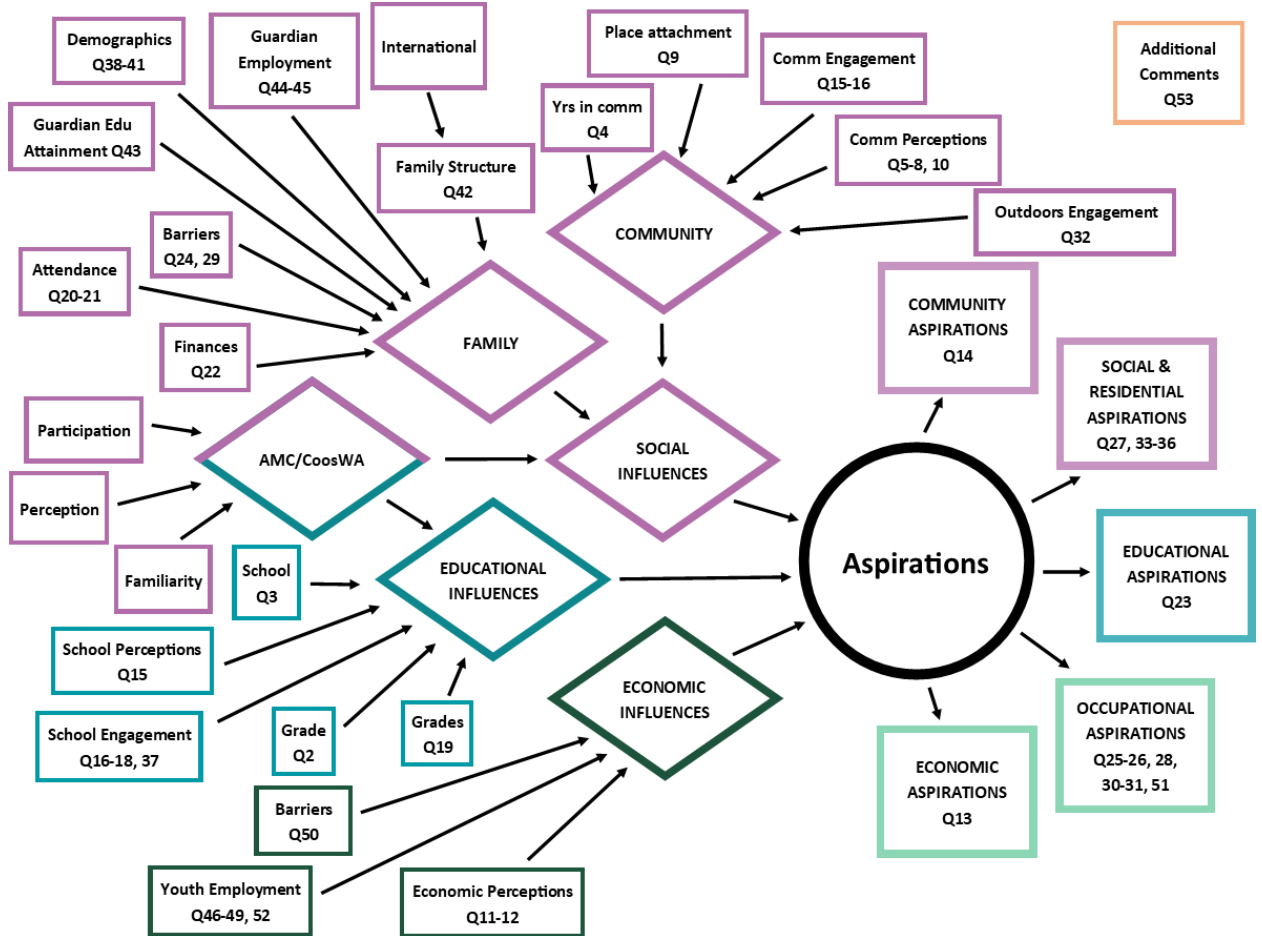 Demographics
Q38-41
Guardian
Employment
Q44-45
International
Place attachment
Q9
Comm Engagement
Q15-16
Additional
Comments
Q53
Guardian Edu
Attainment Q43
Yrs in comm
Q4
Family Structure
Q42
Comm Perceptions
Q5-8, 10
Outdoors Engagement
Q32
Barriers
Q24, 29
COMMUNITY
Attendance
Q20-21
Finances
Q22
FAMILY
COMMUNITY
ASPIRATIONS
Q14
SOCIAL &
RESIDENTIAL
ASPIRATIONS
Q27, 33-36
Participation
AMC/CoosWA
SOCIAL
INFLUENCES
Perception
Familiarity
School
Q3
EDUCATIONAL
INFLUENCES
Aspirations
EDUCATIONAL
ASPIRATIONS
Q23
School Perceptions
Q15
School Engagement
Q16-18, 37
Grade
Q2
Grades
Q19
ECONOMIC
INFLUENCES
OCCUPATIONAL
ASPIRATIONS
Q25-26, 28,
30-31, 51
ECONOMIC
ASPIRATIONS
Q13
Barriers
Q50
Youth Employment
Q46-49, 52
Economic Perceptions
Q11-12